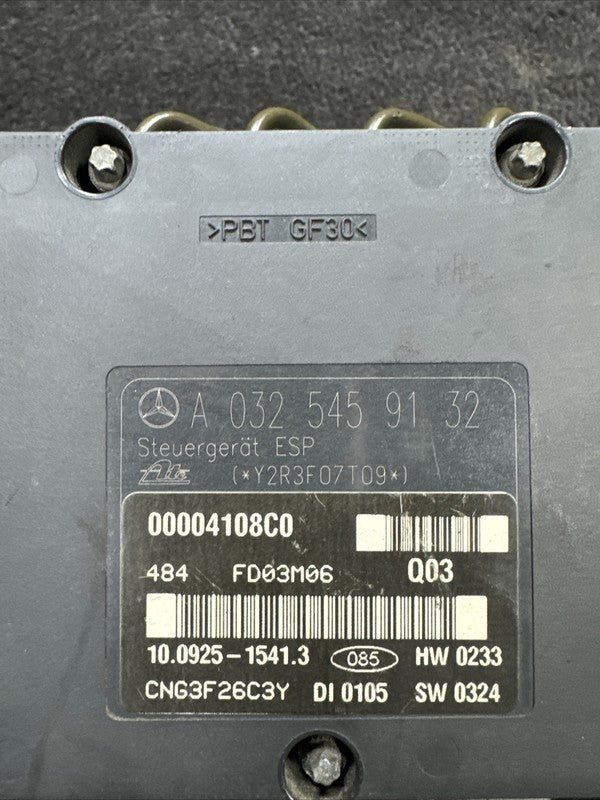 >PBT GF30<
A 032 545 91 32
Steuergerät ESP
Ate (*Y2R3F07T09*)
00004108C0
484 FD03M06 Q03
10.0925-1541.3 085 HW 0233
CNG3F26C3Y DI 0105 SW 0324